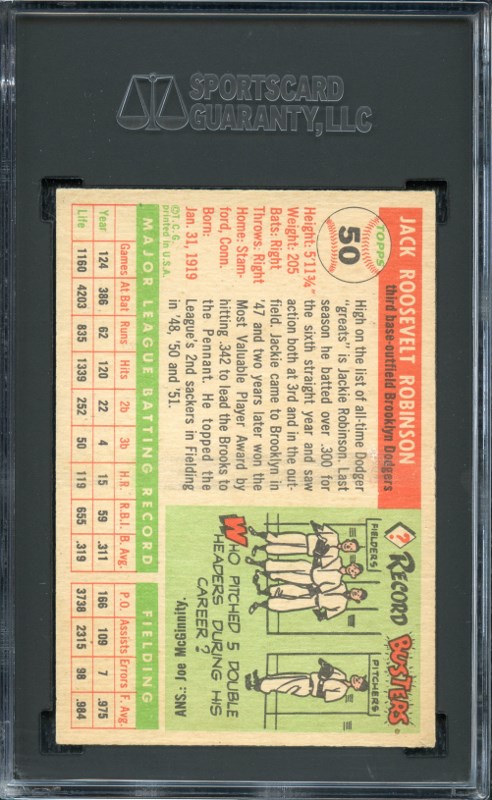 SPORTSCARD
GUARANTY, LLC
JACK ROOSEVELT ROBINSON
third base-outfield Brooklyn Dodgers
TOPPS
50
Height: 5'11¾"
Weight: 205
Bats: Right
Throws: Right
Home: Stam-
ford, Conn.
Born:
Jan. 31, 1919
©T. C. G.
printed in U.S.A.
High on the list of all-time Dodger
"greats" is Jackie Robinson. Last
season he batted over .300 for
the sixth straight year and saw
action both at 3rd and in the out-
field. Jackie came to Brooklyn in
'47 and two years later won the
Most Valuable Player Award by
hitting .342 to lead the Brooks to
the Pennant. He topped the
League's 2nd sackers in Fielding
in '48, '50 and '51.
? RECORD BUSTERS
FIELDERS
PITCHERS
WHO PITCHED 5 DOUBLE
HEADERS DURING HIS
CAREER?
ANS.: Joe McGinnity.
MAJOR LEAGUE BATTING RECORD FIELDING
Games At Bat Runs Hits 2b 3b H.R. R.B.I. B. Avg. P.O. Assists Errors F. Avg.
Year 124 386 62 120 22 4 15 59 .311 166 109 7 .975
Life 1160 4203 835 1339 252 50 119 655 .319 3738 2315 98 .984